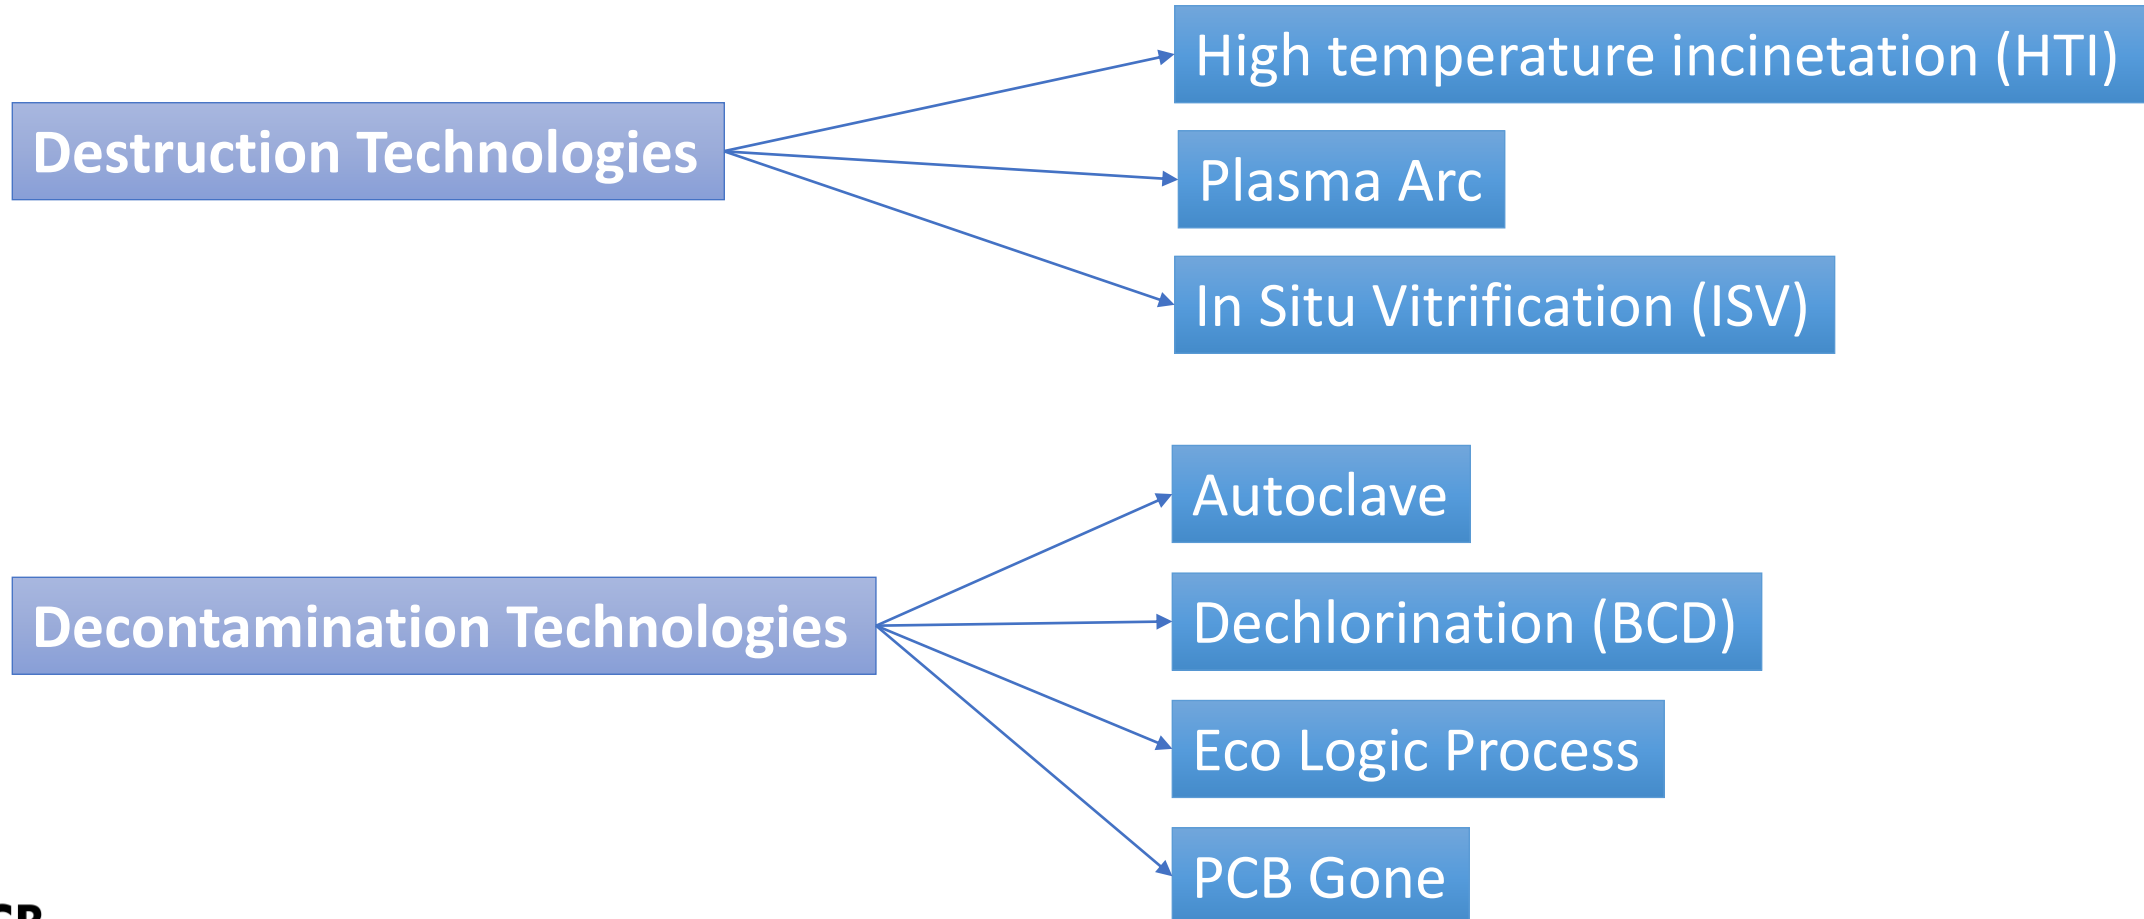 High temperature incinetation (HTI)
Destruction Technologies
Plasma Arc
In Situ Vitrification (ISV)
Autoclave
Decontamination Technologies
Dechlorination (BCD)
Eco Logic Process
PCB Gone